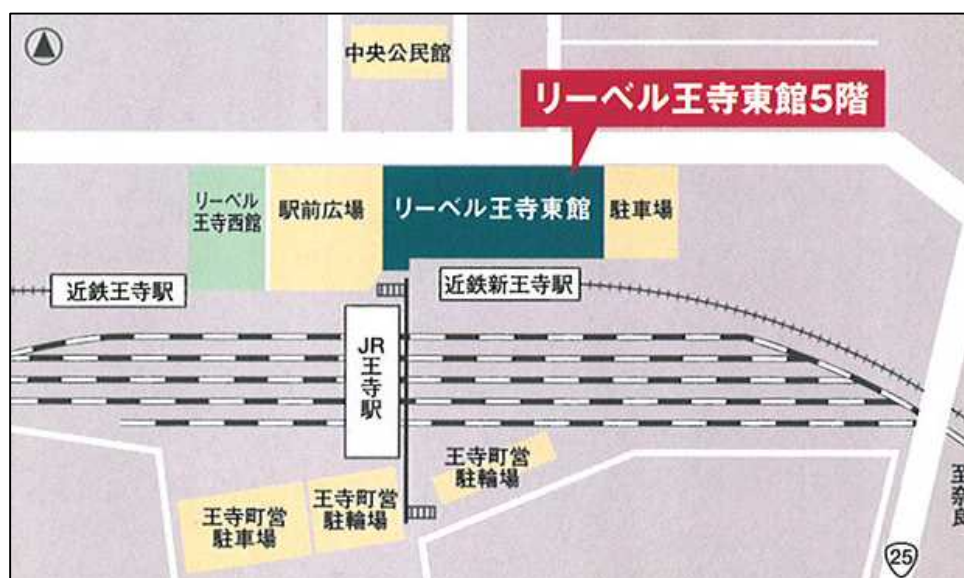 中央公民館
リーベル王寺東館5階
リーベル
王寺西館
駅前広場
リーベル王寺東館
駐車場
近鉄王寺駅
近鉄新王寺駅
JR
王寺駅
王寺町営
駐輪場
王寺町営
駐輪場
王寺町営
駐車場
至奈良
25